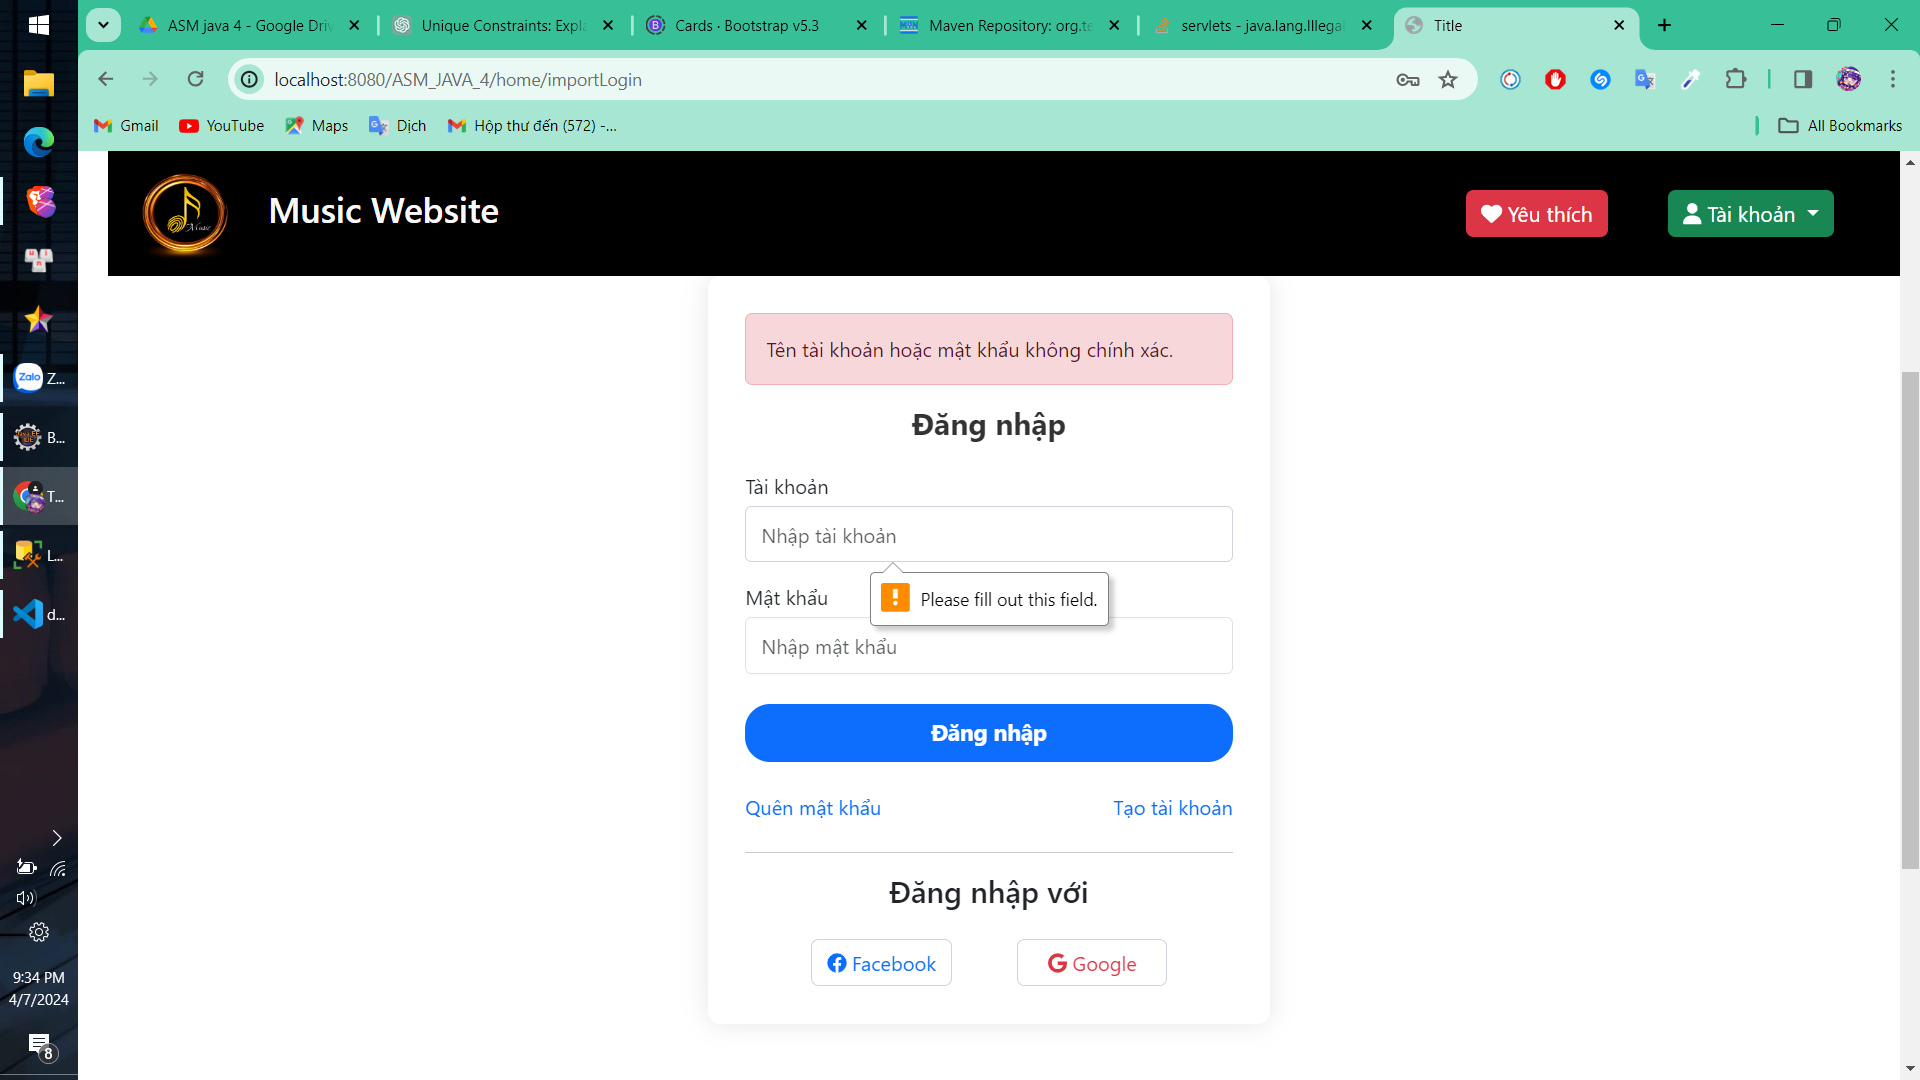 ASM java 4 - Google Driv
Unique Constraints: Expla
Cards · Bootstrap v5.3
Maven Repository: org.te
servlets - java.lang.Illegal
Title
localhost:8080/ASM_JAVA_4/home/importLogin
Gmail
YouTube
Maps
Dịch
Hộp thư đến (572) -...
All Bookmarks
Music Website
Yêu thích
Tài khoản
Tên tài khoản hoặc mật khẩu không chính xác.
Đăng nhập
Tài khoản
Nhập tài khoản
Please fill out this field.
Mật khẩu
Nhập mật khẩu
Đăng nhập
Quên mật khẩu
Tạo tài khoản
Đăng nhập với
Facebook
Google
Zalo
Z...
B...
T...
L...
d...
9:34 PM
4/7/2024
8